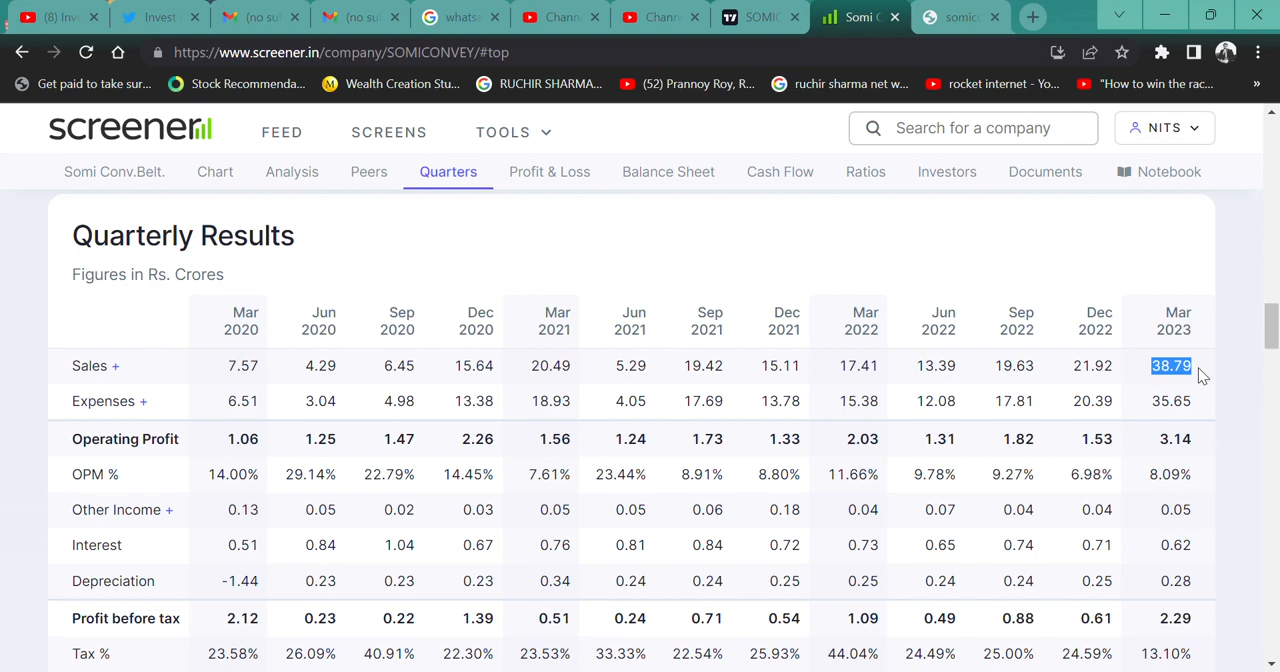 (8) Inv
Invest
(no su
(no su
whats
Chann
Chann
SOMIC
Somi C
somic
https://www.screener.in/company/SOMICONVEY/#top
Get paid to take sur...
Stock Recommenda...
Wealth Creation Stu...
RUCHIR SHARMA...
(52) Prannoy Roy, R...
ruchir sharma net w...
rocket internet - Yo...
"How to win the rac...
»
screener
FEED SCREENS TOOLS
Search for a company
NITS
Somi Conv.Belt. Chart Analysis Peers Quarters Profit & Loss Balance Sheet Cash Flow Ratios Investors Documents Notebook
Quarterly Results
Figures in Rs. Crores
Mar 2020 Jun 2020 Sep 2020 Dec 2020 Mar 2021 Jun 2021 Sep 2021 Dec 2021 Mar 2022 Jun 2022 Sep 2022 Dec 2022 Mar 2023
Sales + 7.57 4.29 6.45 15.64 20.49 5.29 19.42 15.11 17.41 13.39 19.63 21.92 38.79
Expenses + 6.51 3.04 4.98 13.38 18.93 4.05 17.69 13.78 15.38 12.08 17.81 20.39 35.65
Operating Profit 1.06 1.25 1.47 2.26 1.56 1.24 1.73 1.33 2.03 1.31 1.82 1.53 3.14
OPM % 14.00% 29.14% 22.79% 14.45% 7.61% 23.44% 8.91% 8.80% 11.66% 9.78% 9.27% 6.98% 8.09%
Other Income + 0.13 0.05 0.02 0.03 0.05 0.05 0.06 0.18 0.04 0.07 0.04 0.04 0.05
Interest 0.51 0.84 1.04 0.67 0.76 0.81 0.84 0.72 0.73 0.65 0.74 0.71 0.62
Depreciation -1.44 0.23 0.23 0.23 0.34 0.24 0.24 0.25 0.25 0.24 0.24 0.25 0.28
Profit before tax 2.12 0.23 0.22 1.39 0.51 0.24 0.71 0.54 1.09 0.49 0.88 0.61 2.29
Tax % 23.58% 26.09% 40.91% 22.30% 23.53% 33.33% 22.54% 25.93% 44.04% 24.49% 25.00% 24.59% 13.10%